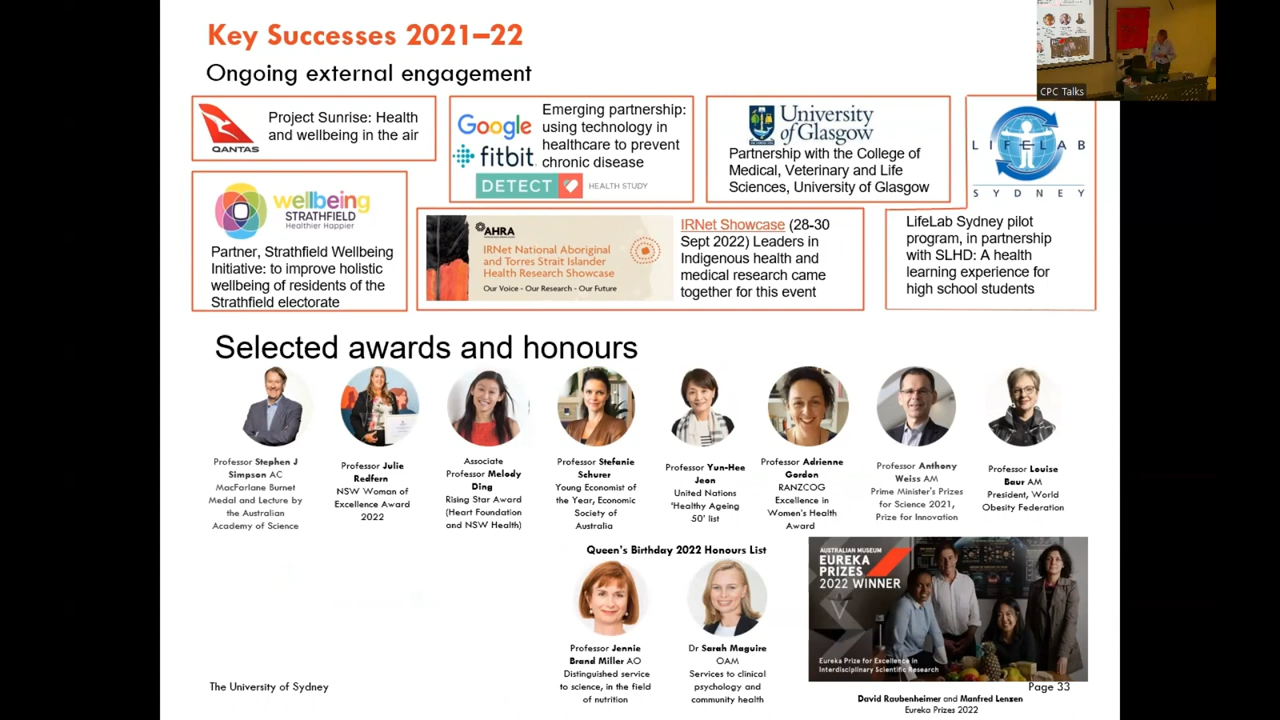 Key Successes 2021–22
Ongoing external engagement
CPC Talks
QANTAS
Project Sunrise: Health
and wellbeing in the air
Google
fitbit
DETECT
HEALTH STUDY
Emerging partnership:
using technology in
healthcare to prevent
chronic disease
University
of Glasgow
Partnership with the College of
Medical, Veterinary and Life
Sciences, University of Glasgow
LIFELAB
SYDNEY
LifeLab Sydney pilot
program, in partnership
with SLHD: A health
learning experience for
high school students
wellbeing
STRATHFIELD
Healthier Happier
Partner, Strathfield Wellbeing
Initiative: to improve holistic
wellbeing of residents of the
Strathfield electorate
AHRA
IRNet National Aboriginal
and Torres Strait Islander
Health Research Showcase
Our Voice - Our Research - Our Future
IRNet Showcase (28-30
Sept 2022) Leaders in
Indigenous health and
medical research came
together for this event
Selected awards and honours
Professor Stephen J
Simpson AC
MacFarlane Burnet
Medal and Lecture by
the Australian
Academy of Science
Professor Julie
Redfern
NSW Woman of
Excellence Award
2022
Associate
Professor Melody
Ding
Rising Star Award
(Heart Foundation
and NSW Health)
Professor Stefanie
Schurer
Young Economist of
the Year, Economic
Society of
Australia
Professor Yun-Hee
Jeon
United Nations
'Healthy Ageing
50' list
Professor Adrienne
Gordon
RANZCOG
Excellence in
Women's Health
Award
Professor Anthony
Weiss AM
Prime Minister's Prizes
for Science 2021,
Prize for Innovation
Professor Louise
Baur AM
President, World
Obesity Federation
Queen's Birthday 2022 Honours List
Professor Jennie
Brand Miller AO
Distinguished service
to science, in the field
of nutrition
Dr Sarah Maguire
OAM
Services to clinical
psychology and
community health
AUSTRALIAN MUSEUM
EUREKA
PRIZES
2022 WINNER
Eureka Prize for Excellence in
Interdisciplinary Scientific Research
David Raubenheimer and Manfred Lenzen
Eureka Prizes 2022
The University of Sydney
Page 33